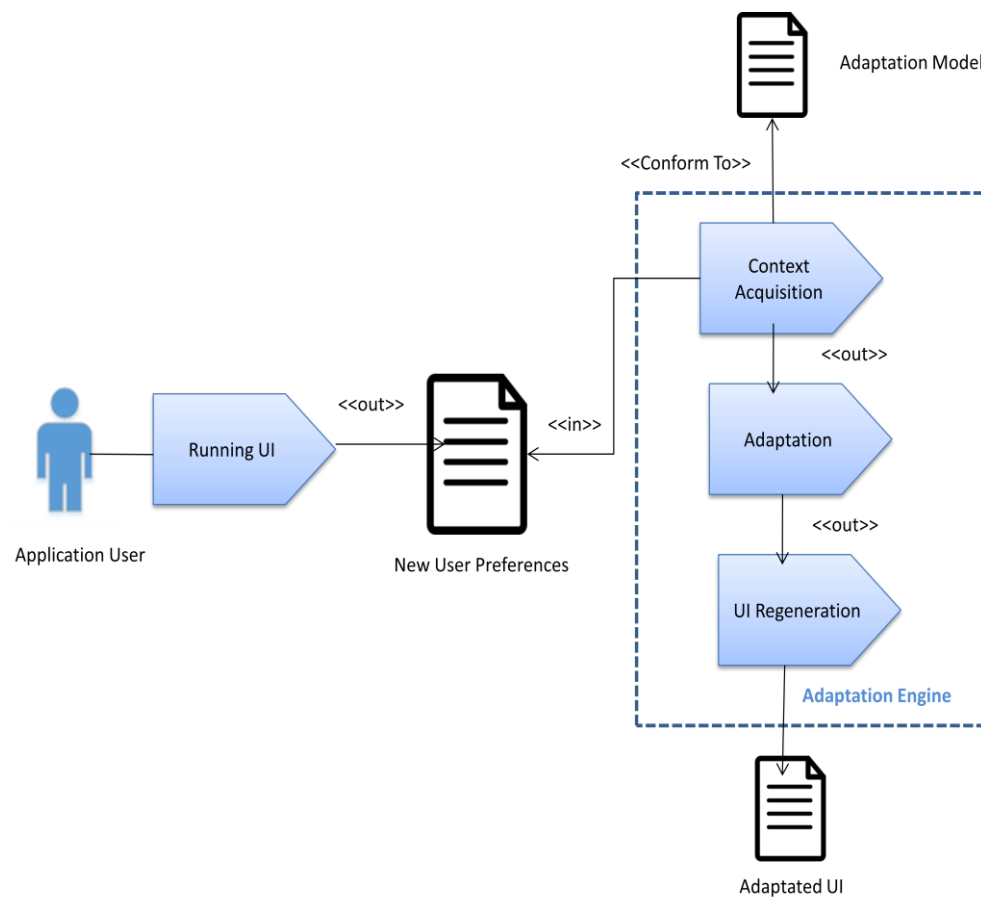 Adaptation Model
<<Conform To>>
Context
Acquisition
<<out>>
<<out>>
<<in>>
Running UI
Adaptation
<<out>>
Application User
New User Preferences
UI Regeneration
Adaptation Engine
Adaptated UI